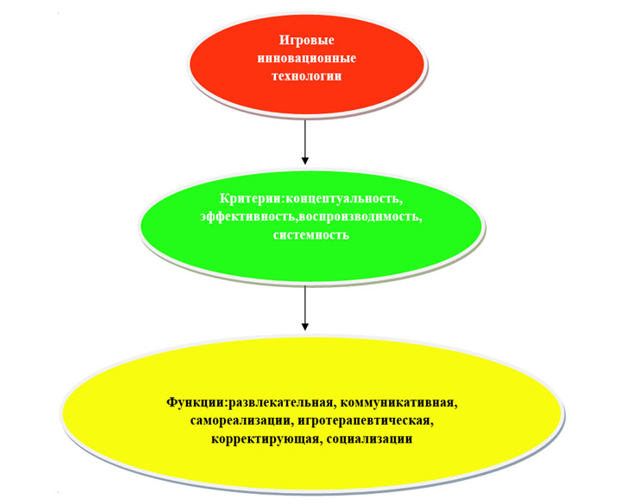 Игровые
инновационные
технологии
Критерии:концептуальность,
эффективность,воспроизводимость,
системность
Функции:развлекательная, коммуникативная,
самореализации, игротерапевтическая,
корректирующая, социализации